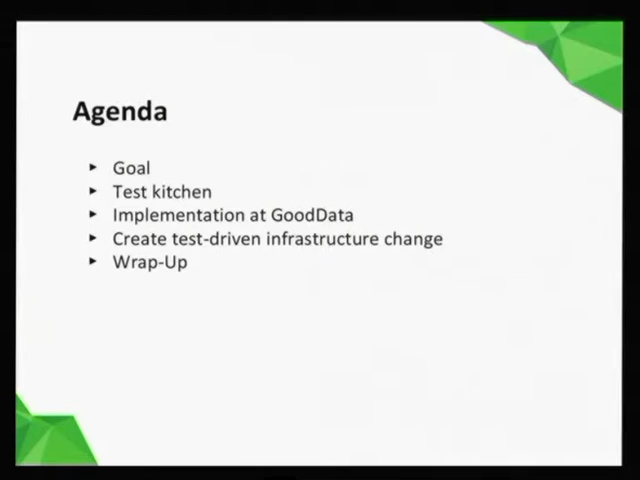 Agenda
▸ Goal
▸ Test kitchen
▸ Implementation at GoodData
▸ Create test-driven infrastructure change
▸ Wrap-Up